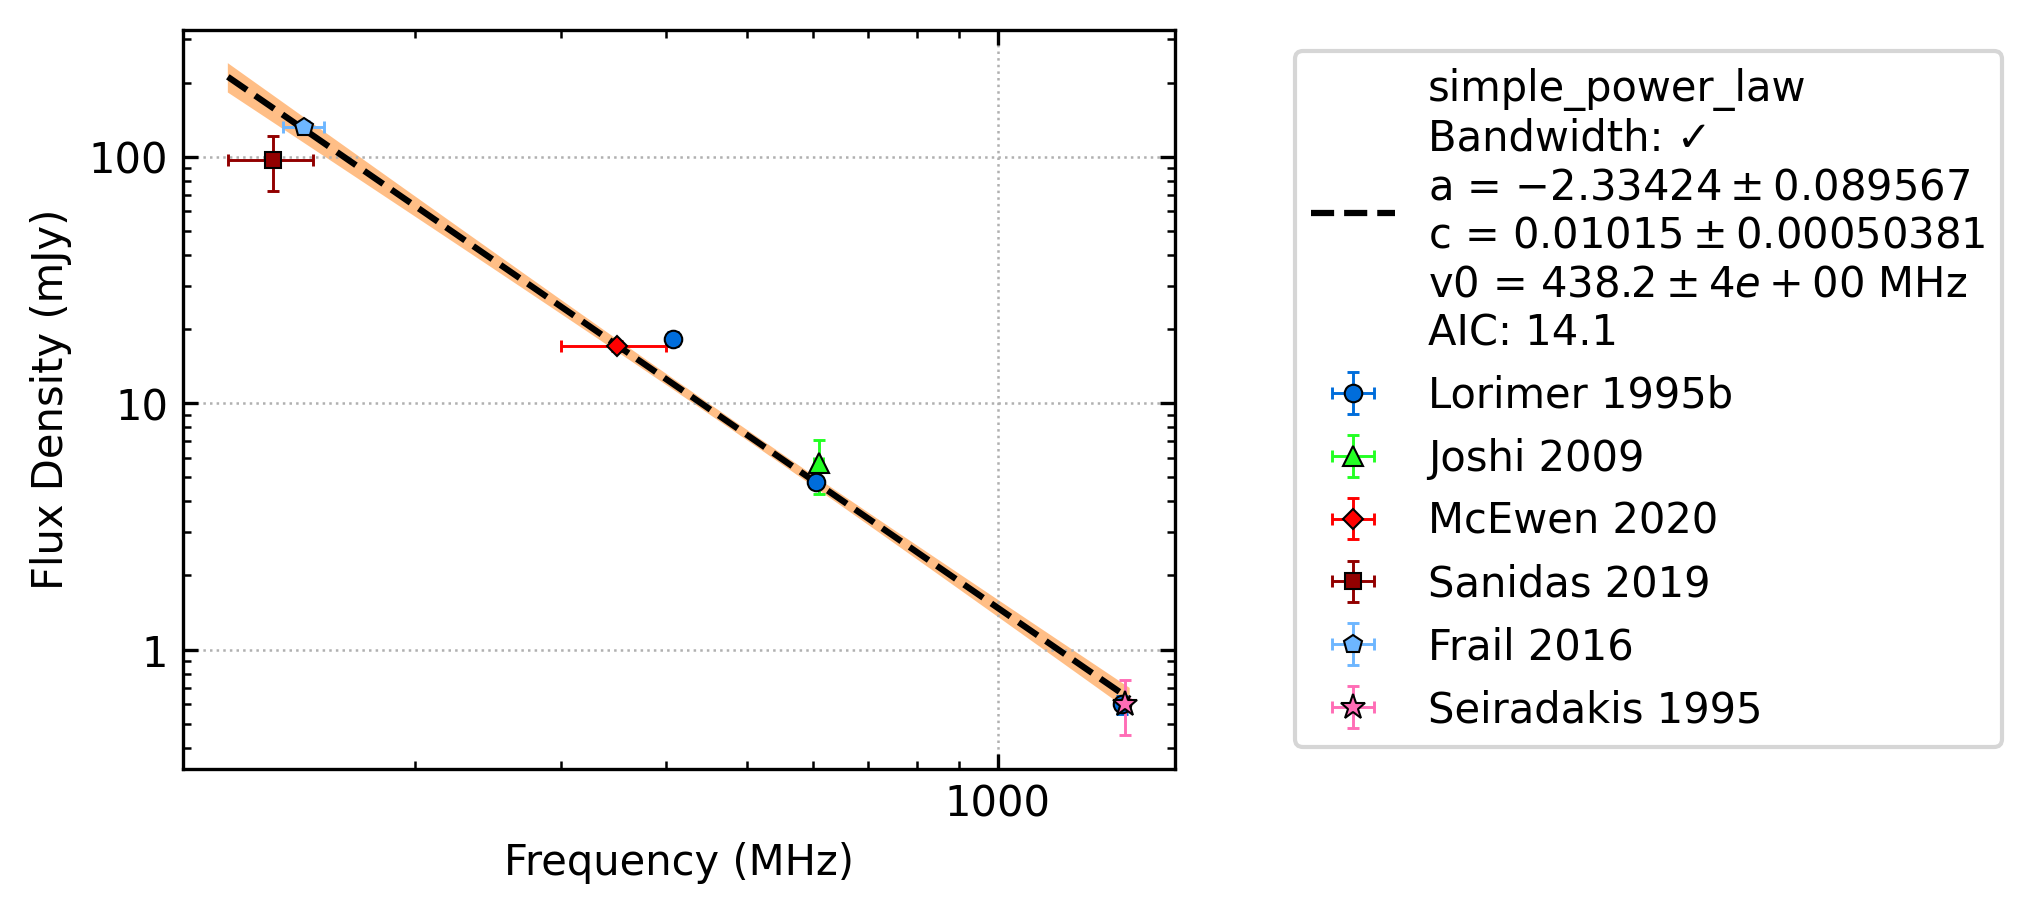 100
10
1
1000
Flux Density (mJy)
Frequency (MHz)
simple_power_law
Bandwidth: ✓
a = −2.33424 ± 0.089567
c = 0.01015 ± 0.00050381
v0 = 438.2 ± 4e + 00 MHz
AIC: 14.1
Lorimer 1995b
Joshi 2009
McEwen 2020
Sanidas 2019
Frail 2016
Seiradakis 1995